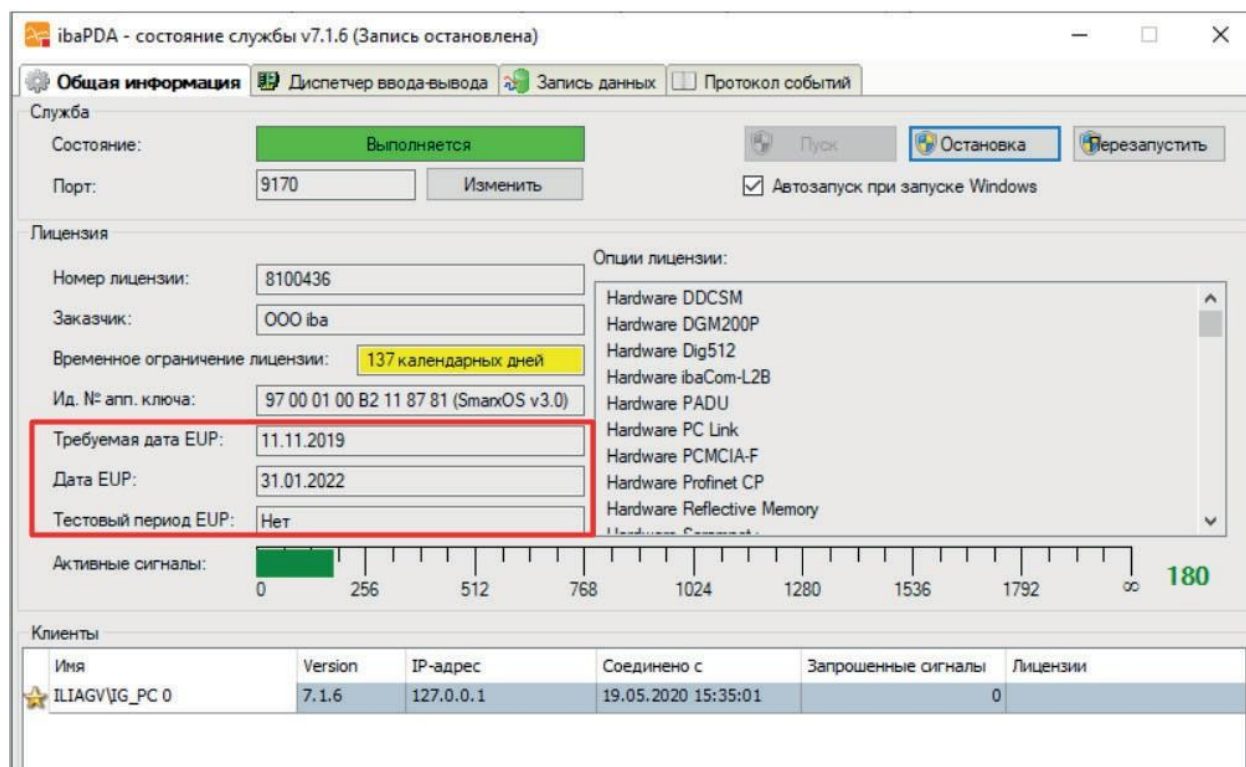 ibaPDA - состояние службы v7.1.6 (Запись остановлена)
Общая информация Диспетчер ввода-вывода Запись данных Протокол событий
Служба
Состояние: Выполняется Пуск Остановка Перезапустить
Порт: 9170 Изменить Автозапуск при запуске Windows
Лицензия
Опции лицензии:
Номер лицензии: 8100436
Заказчик: ООО iba
Временное ограничение лицензии: 137 календарных дней
Ид. № апп. ключа: 97 00 01 00 B2 11 87 81 (SmarxOS v3.0)
Требуемая дата EUP: 11.11.2019
Дата EUP: 31.01.2022
Тестовый период EUP: Нет
Hardware DDCSM
Hardware DGM200P
Hardware Dig512
Hardware ibaCom-L2B
Hardware PADU
Hardware PC Link
Hardware PCMCIA-F
Hardware Profinet CP
Hardware Reflective Memory
Активные сигналы: 180
0 256 512 768 1024 1280 1536 1792 ∞
Клиенты
Имя Version IP-адрес Соединено с Запрошенные сигналы Лицензии
ILIAGV\IG_PC 0 7.1.6 127.0.0.1 19.05.2020 15:35:01 0